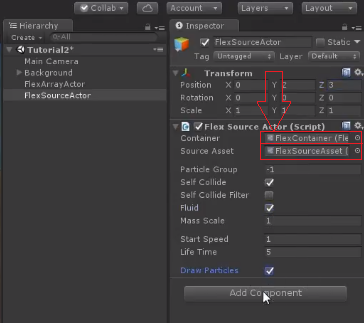 Collab
Account
Layers
Layout
Hierarchy
Create
All
Tutorial2*
Main Camera
Background
FlexArrayActor
FlexSourceActor
Inspector
FlexSourceActor
Static
Tag Untagged Layer Default
Transform
Position X 0 Y 2 Z 3
Rotation X 0 Y 0 Z 0
Scale X 1 Y 1 Z 1
Flex Source Actor (Script)
Container FlexContainer (Fle
Source Asset FlexSourceAsset (
Particle Group -1
Self Collide
Self Collide Filter
Fluid
Mass Scale 1
Start Speed 1
Life Time 5
Draw Particles
Add Component